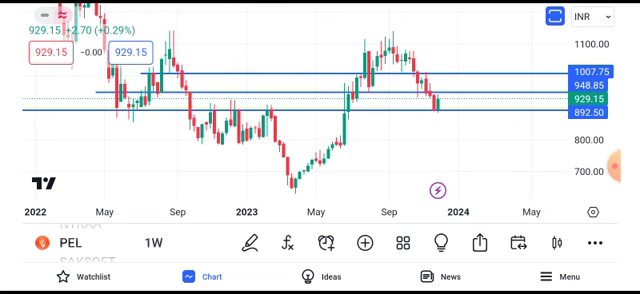 INR
929.15 +2.70 (+0.29%)
929.15 −0.00 929.15
1100.00
1007.75
948.85
929.15
892.50
800.00
700.00
2022 May Sep 2023 May Sep 2024 May
PEL 1W
SAKSOFT
Watchlist Chart Ideas News Menu